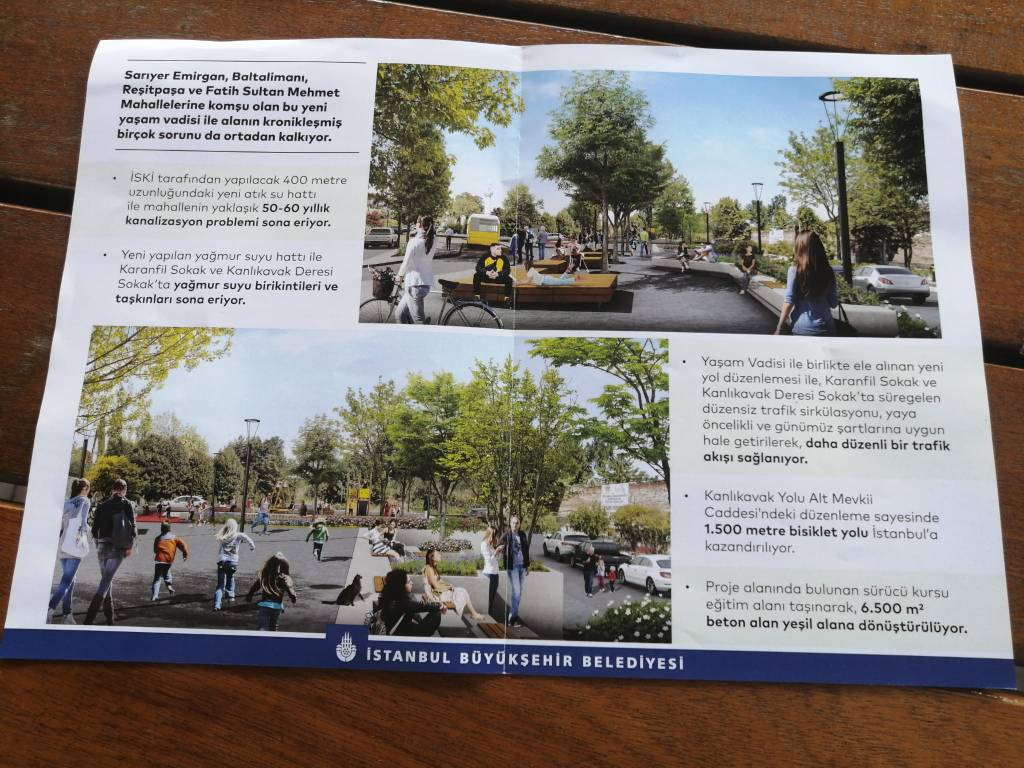 Sarıyer Emirgan, Baltalimanı,
Reşitpaşa ve Fatih Sultan Mehmet
Mahallelerine komşu olan bu yeni
yaşam vadisi ile alanın kronikleşmiş
birçok sorunu da ortadan kalkıyor.
• İSKİ tarafından yapılacak 400 metre
uzunluğundaki yeni atık su hattı
ile mahallenin yaklaşık 50-60 yıllık
kanalizasyon problemi sona eriyor.
• Yeni yapılan yağmur suyu hattı ile
Karanfil Sokak ve Kanlıkavak Deresi
Sokak'ta yağmur suyu birikintileri ve
taşkınları sona eriyor.
• Yaşam Vadisi ile birlikte ele alınan yeni
yol düzenlemesi ile, Karanfil Sokak ve
Kanlıkavak Deresi Sokak'ta süregelen
düzensiz trafik sirkülasyonu, yaya
öncelikli ve günümüz şartlarına uygun
hale getirilerek, daha düzenli bir trafik
akışı sağlanıyor.
• Kanlıkavak Yolu Alt Mevkii
Caddesi'ndeki düzenleme sayesinde
1.500 metre bisiklet yolu İstanbul'a
kazandırılıyor.
• Proje alanında bulunan sürücü kursu
eğitim alanı taşınarak, 6.500 m²
beton alan yeşil alana dönüştürülüyor.
İSTANBUL BÜYÜKŞEHİR BELEDİYESİ